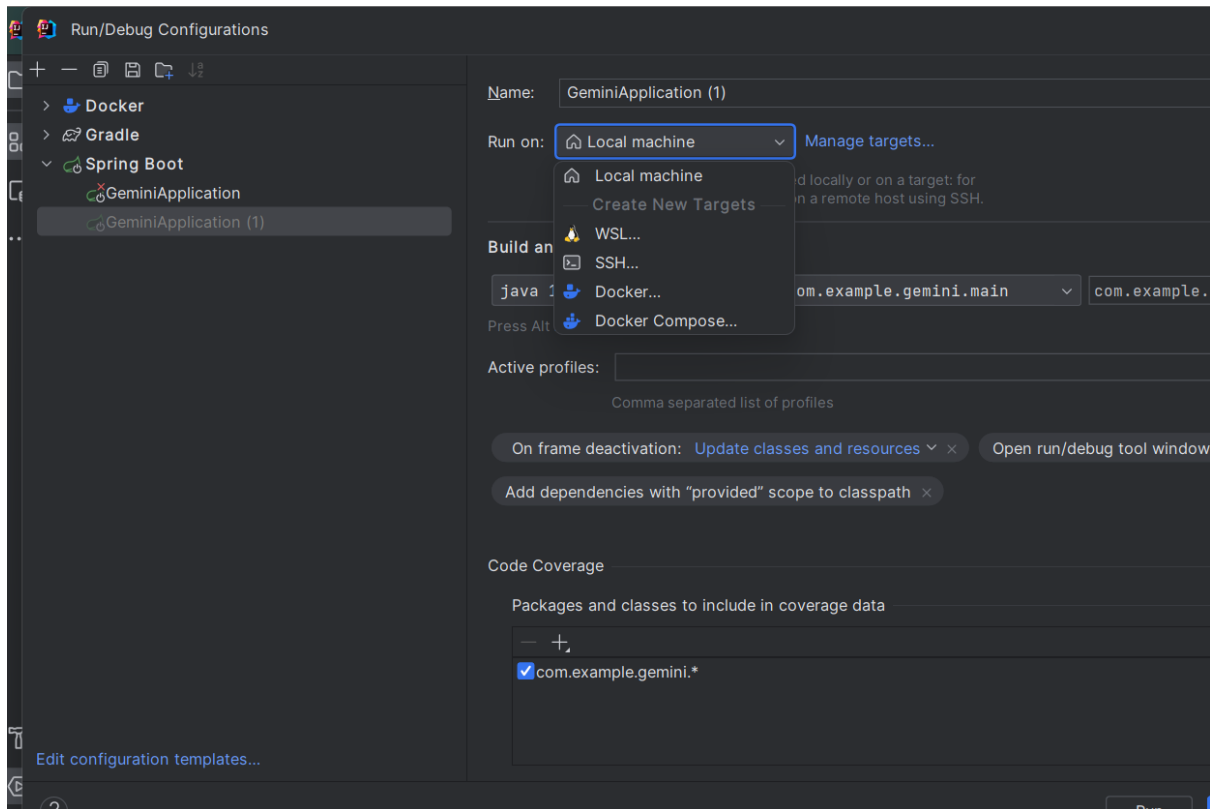 Run/Debug Configurations
Docker
Gradle
Spring Boot
GeminiApplication
GeminiApplication (1)
Edit configuration templates...
Name: GeminiApplication (1)
Run on: Local machine Manage targets...
Local machine
Create New Targets
WSL...
SSH...
Docker...
Docker Compose...
d locally or on a target: for
n a remote host using SSH.
Build an
java 1 om.example.gemini.main com.example.
Press Alt
Active profiles:
Comma separated list of profiles
On frame deactivation: Update classes and resources Open run/debug tool window
Add dependencies with “provided” scope to classpath
Code Coverage
Packages and classes to include in coverage data
com.example.gemini.*
Run